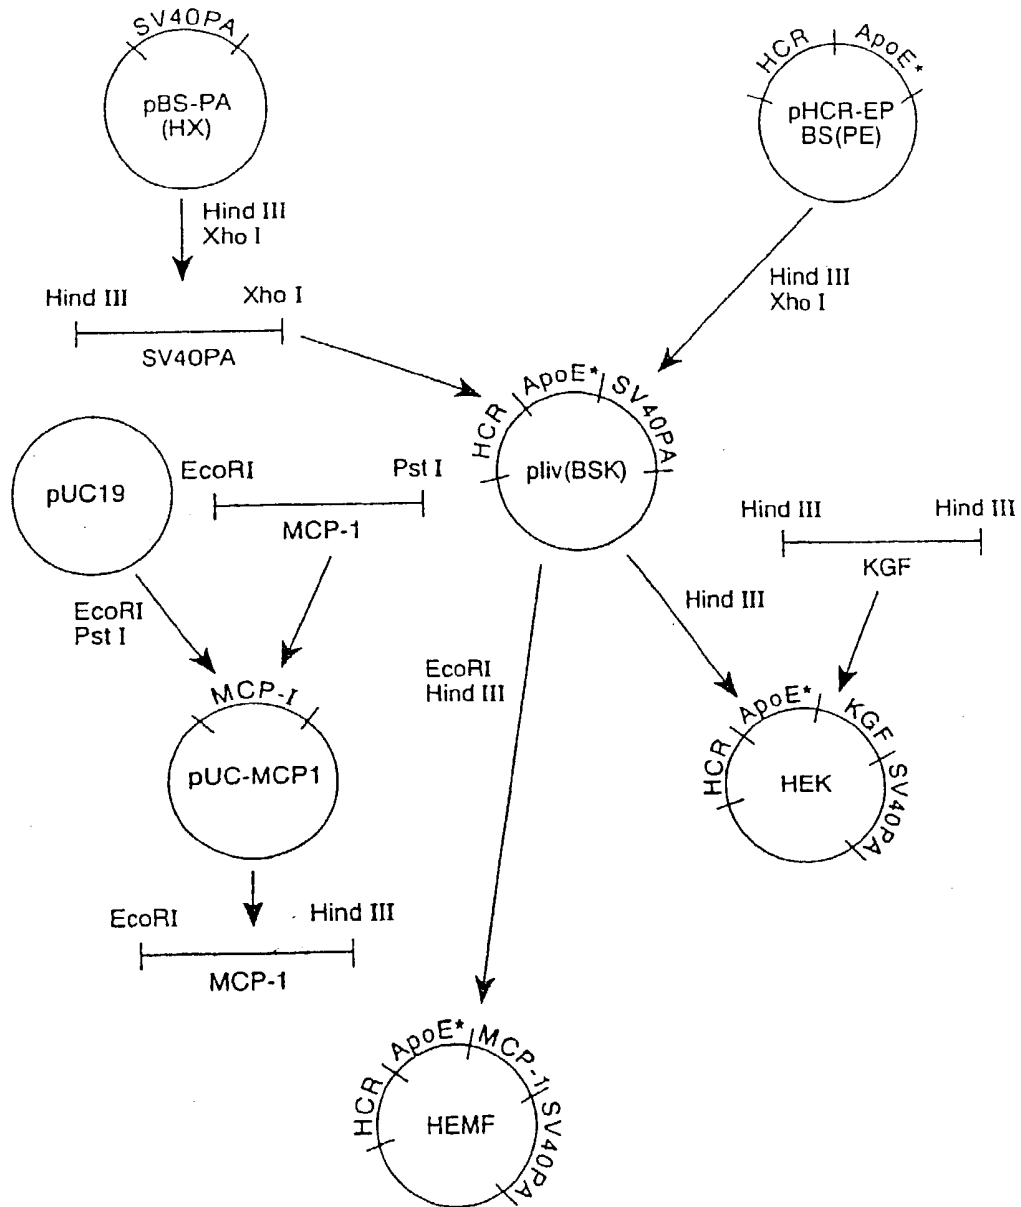 SV40PA
pBS-PA
(HX)
Hind III
Xho I
Hind III
Xho I
SV40PA
HCR
ApoE*
pHCR-EP
BS(PE)
Hind III
Xho I
HCR
ApoE*
SV40PA
pliv(BSK)
pUC19
EcoRI
Pst I
MCP-1
EcoRI
Pst I
MCP-I
pUC-MCP1
EcoRI
Hind III
MCP-1
EcoRI
Hind III
Hind III
Hind III
Hind III
KGF
HCR
ApoE*
KGF
SV40PA
HEK
HCR
ApoE*
MCP-1
SV40PA
HEMF